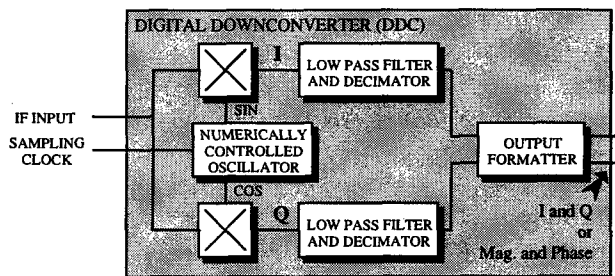 DIGITAL DOWNCONVERTER (DDC)
I
LOW PASS FILTER
AND DECIMATOR
SIN
IF INPUT
SAMPLING
CLOCK
NUMERICALLY
CONTROLLED
OSCILLATOR
OUTPUT
FORMATTER
COS
Q
LOW PASS FILTER
AND DECIMATOR
I and Q
or
Mag. and Phase